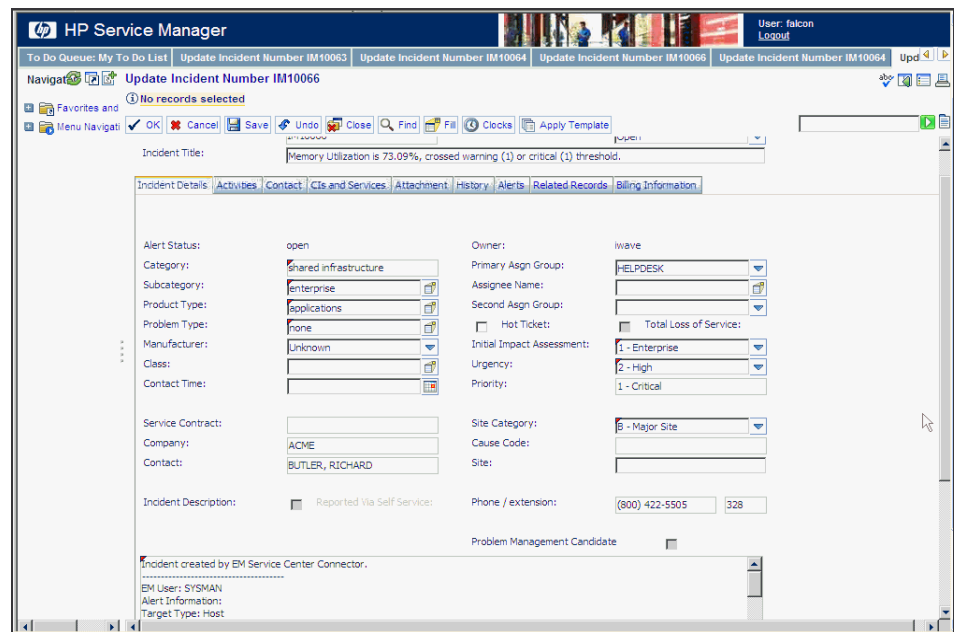 hp HP Service Manager
User: falcon
Logout
To Do Queue: My To Do List Update Incident Number IM10063 Update Incident Number IM10064 Update Incident Number IM10066 Update Incident Number IM10064 Upd
Navigat Update Incident Number IM10066
No records selected
Favorites and
Menu Navigati
OK Cancel Save Undo Close Find Fill Clocks Apply Template
IM10066 Open
Incident Title: Memory Utilization is 73.09%, crossed warning (1) or critical (1) threshold.
Incident Details Activities Contact CIs and Services Attachment History Alerts Related Records Billing Information
Alert Status: open Owner: iwave
Category: shared infrastructure Primary Asgn Group: HELPDESK
Subcategory: enterprise Assignee Name:
Product Type: applications Second Asgn Group:
Problem Type: none Hot Ticket: Total Loss of Service:
Manufacturer: Unknown Initial Impact Assessment: 1 - Enterprise
Class: Urgency: 2 - High
Contact Time: Priority: 1 - Critical
Service Contract: Site Category: B - Major Site
Company: ACME Cause Code:
Contact: BUTLER, RICHARD Site:
Incident Description: Reported Via Self Service: Phone / extension: (800) 422-5505 328
Problem Management Candidate
Incident created by EM Service Center Connector.
--------------------------------------
EM User: SYSMAN
Alert Information:
Target Type: Host